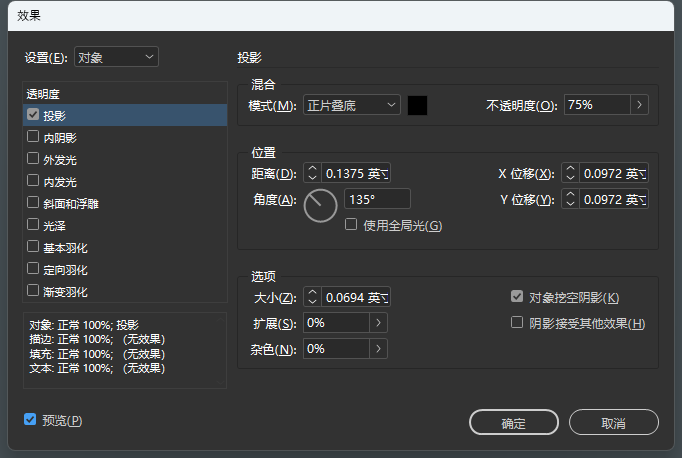 效果
设置(E): 对象
投影
透明度
投影
内阴影
外发光
内发光
斜面和浮雕
光泽
基本羽化
定向羽化
渐变羽化
对象: 正常 100%; 投影
描边: 正常 100%; (无效果)
填充: 正常 100%; (无效果)
文本: 正常 100%; (无效果)
预览(P)
混合
模式(M): 正片叠底 不透明度(O): 75%
位置
距离(D): 0.1375 英寸 X 位移(X): 0.0972 英寸
角度(A): 135° Y 位移(Y): 0.0972 英寸
使用全局光(G)
选项
大小(Z): 0.0694 英寸 对象挖空阴影(K)
扩展(S): 0% 阴影接受其他效果(H)
杂色(N): 0%
确定 取消